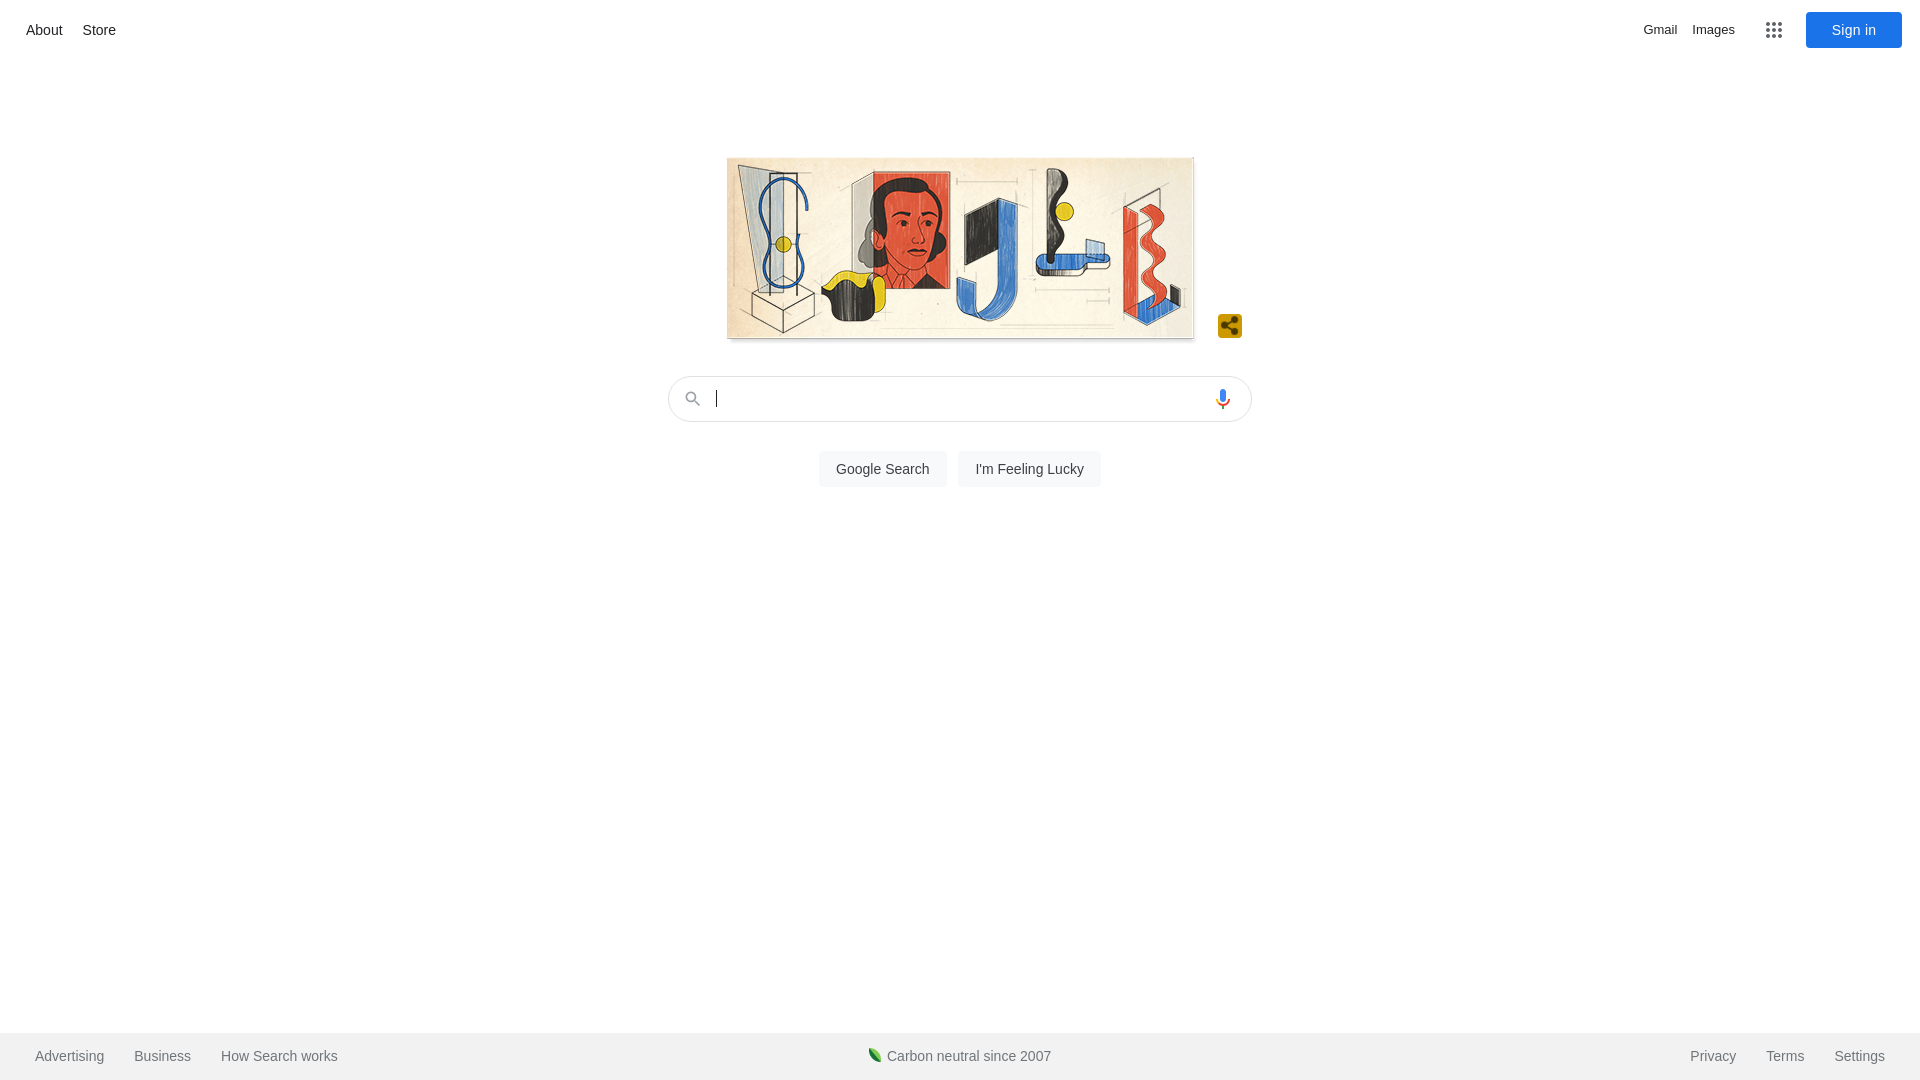 About Store
Gmail Images Sign in
Google Search I'm Feeling Lucky
Advertising Business How Search works
Carbon neutral since 2007
Privacy Terms Settings